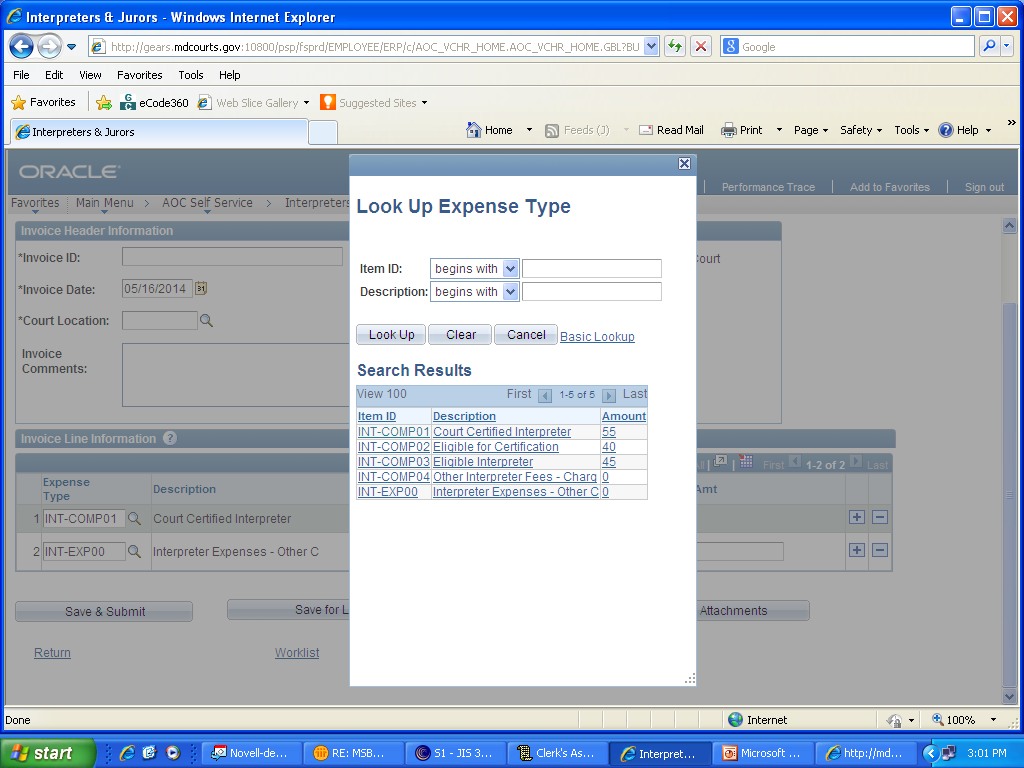 Interpreters & Jurors - Windows Internet Explorer
http://gears.mdcourts.gov:10800/psp/fsprd/EMPLOYEE/ERP/c/AOC_VCHR_HOME.AOC_VCHR_HOME.GBL?BU
Google
File Edit View Favorites Tools Help
Favorites eCode360 Web Slice Gallery Suggested Sites
Interpreters & Jurors
Home Feeds (J) Read Mail Print Page Safety Tools Help
ORACLE
Performance Trace Add to Favorites Sign out
Favorites Main Menu > AOC Self Service > Interpreters
Invoice Header Information
*Invoice ID:
ourt
*Invoice Date: 05/16/2014
*Court Location:
Invoice
Comments:
Invoice Line Information
First 1-2 of 2 Last
Expense
Type Description
Amt
1 INT-COMP01 Court Certified Interpreter
2 INT-EXP00 Interpreter Expenses - Other C
Save & Submit Save for L Attachments
Return Worklist
Look Up Expense Type
Item ID: begins with
Description: begins with
Look Up Clear Cancel Basic Lookup
Search Results
View 100 First 1-5 of 5 Last
Item ID Description Amount
INT-COMP01 Court Certified Interpreter 55
INT-COMP02 Eligible for Certification 40
INT-COMP03 Eligible Interpreter 45
INT-COMP04 Other Interpreter Fees - Charg 0
INT-EXP00 Interpreter Expenses - Other C 0
Done Internet 100%
start Novell-de... RE: MSB... S1 - JIS 3... Clerk's As... Interpret... Microsoft ... http://md... 3:01 PM